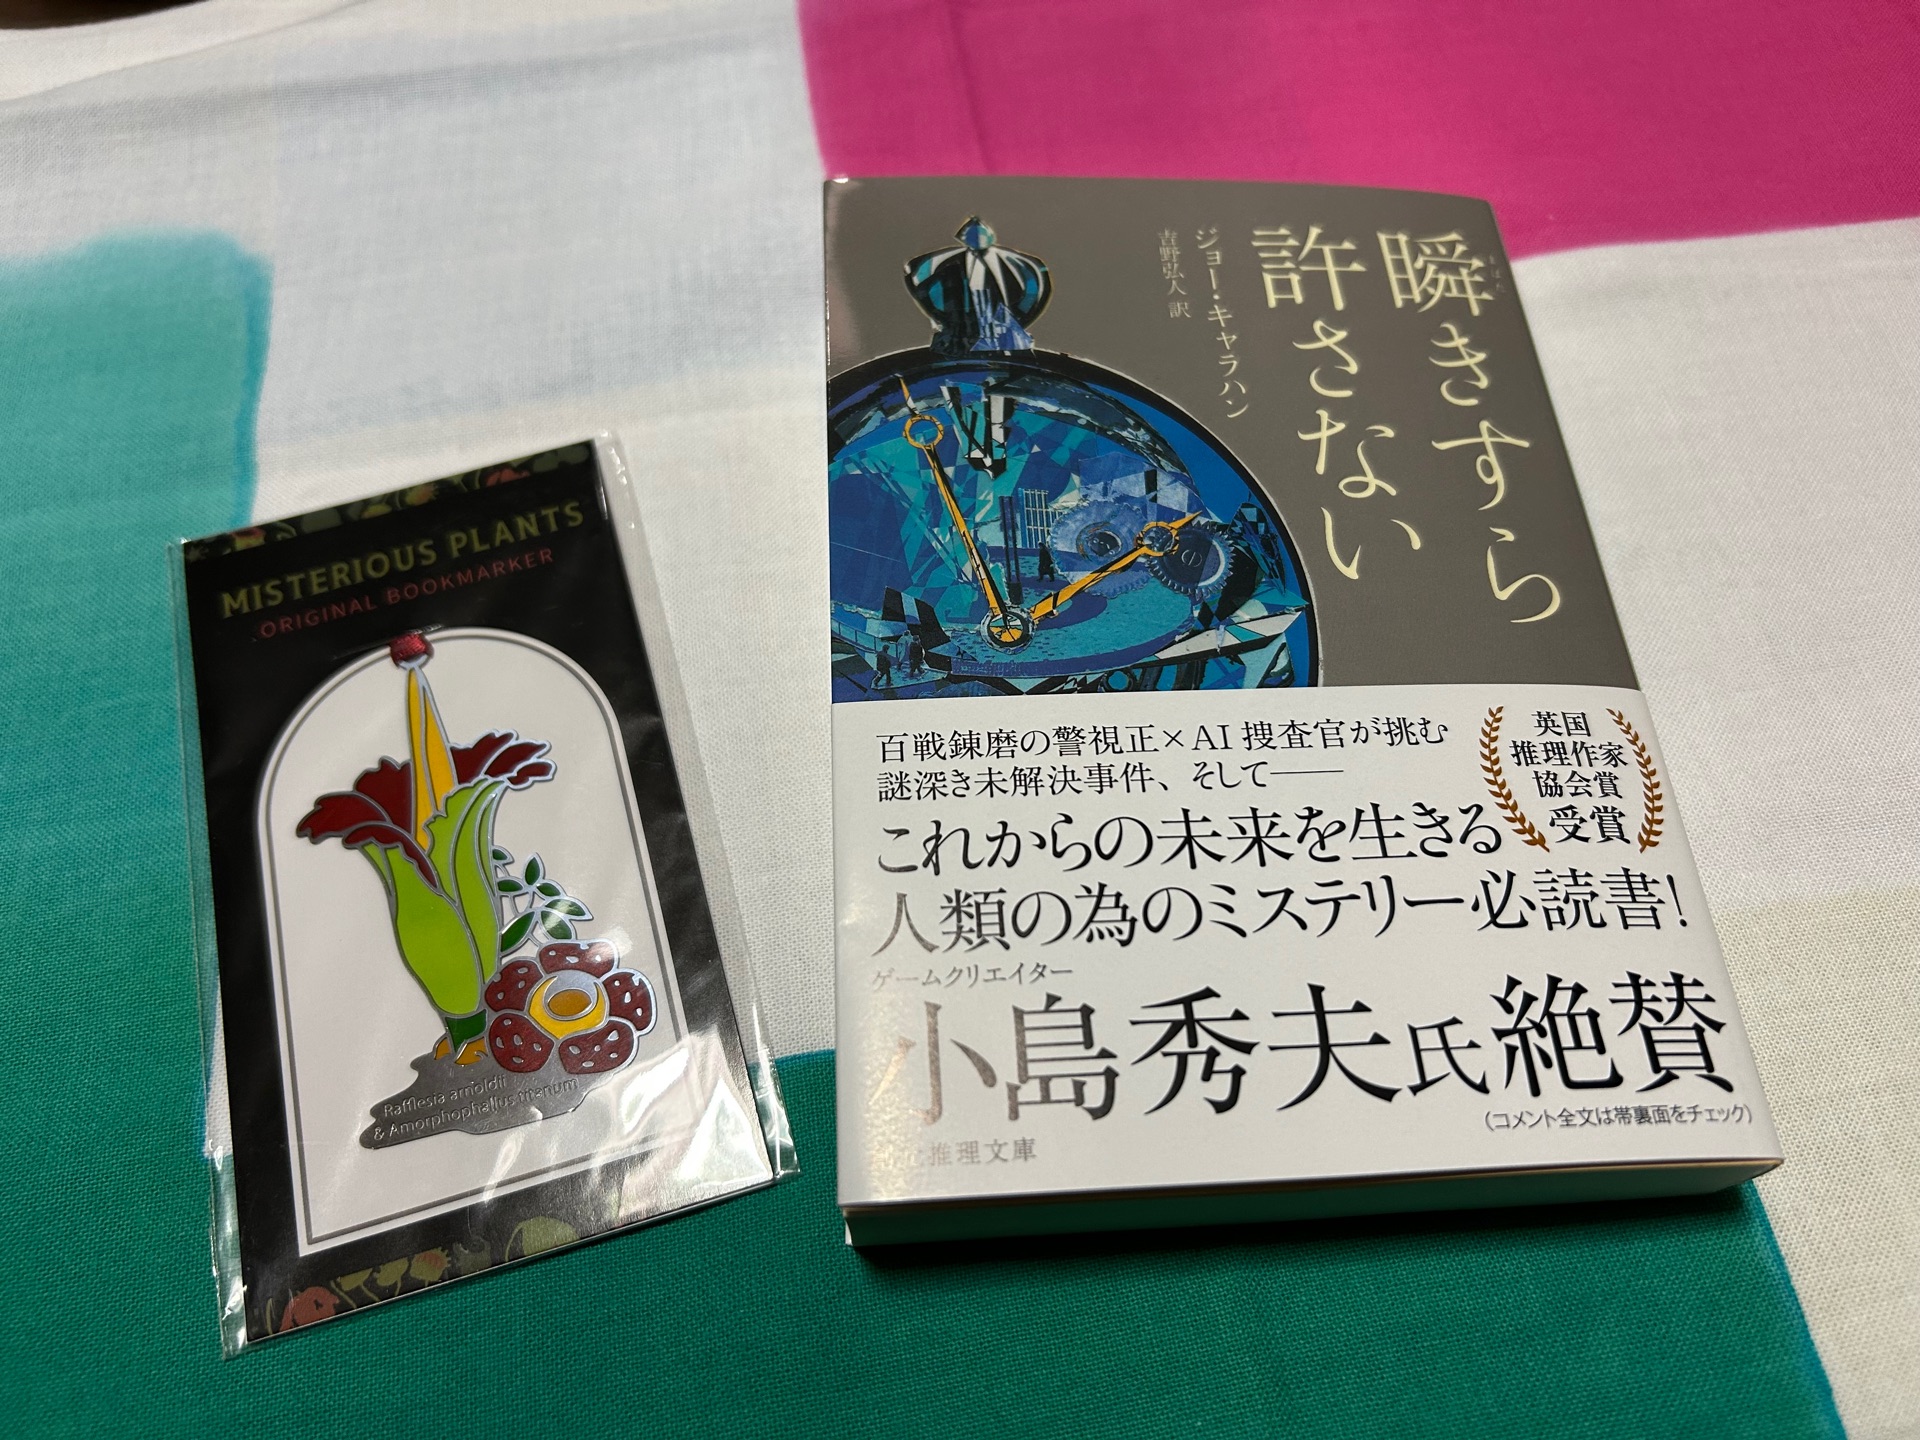 MISTERIOUS PLANTS
ORIGINAL BOOKMARKER
Rafflesia arnoldii
& Amorphophallus titanum
瞬きすら
まばた
許さない
ジョー・キャラハン
吉野弘人 訳
百戦錬磨の警視正×AI 捜査官が挑む
謎深き未解決事件、そして――
これからの未来を生きる
人類の為のミステリー必読書!
英国
推理作家
協会賞
受賞
ゲームクリエイター
小島秀夫氏絶賛
(コメント全文は帯裏面をチェック)
推理文庫